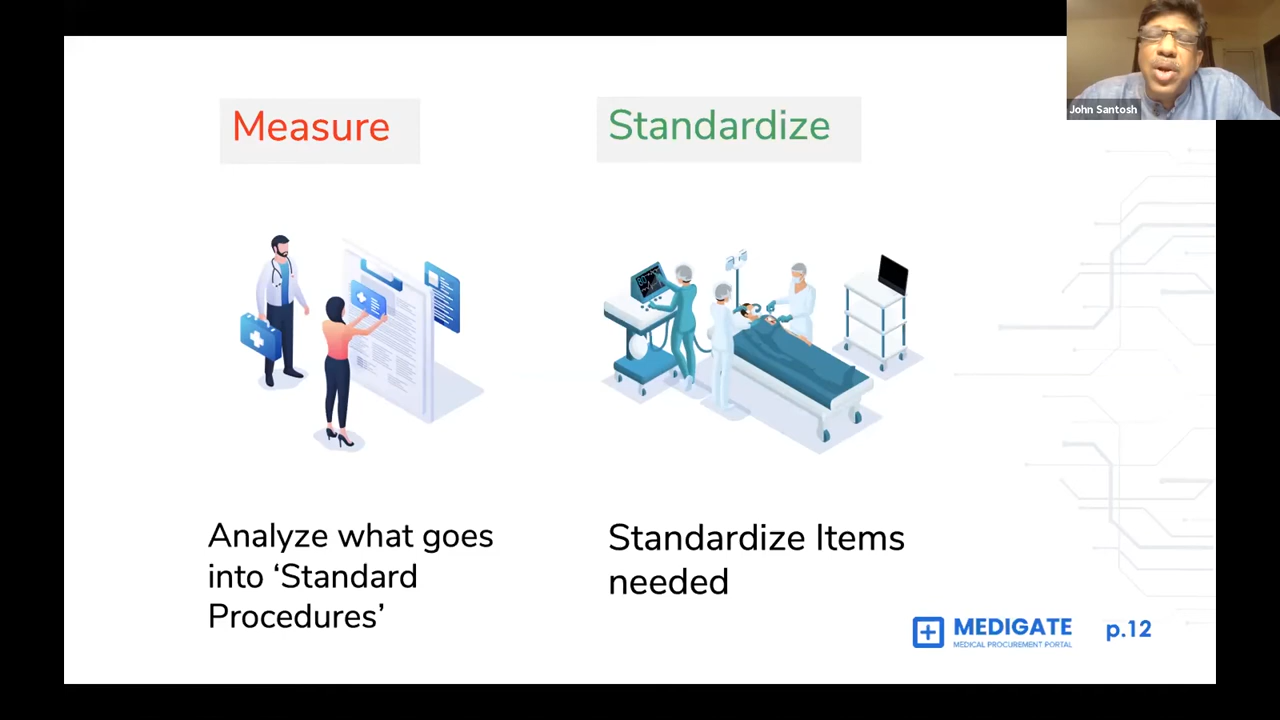 John Santosh
Measure
Standardize
Analyze what goes
into ‘Standard
Procedures’
Standardize Items
needed
MEDIGATE
MEDICAL PROCUREMENT PORTAL
p.12